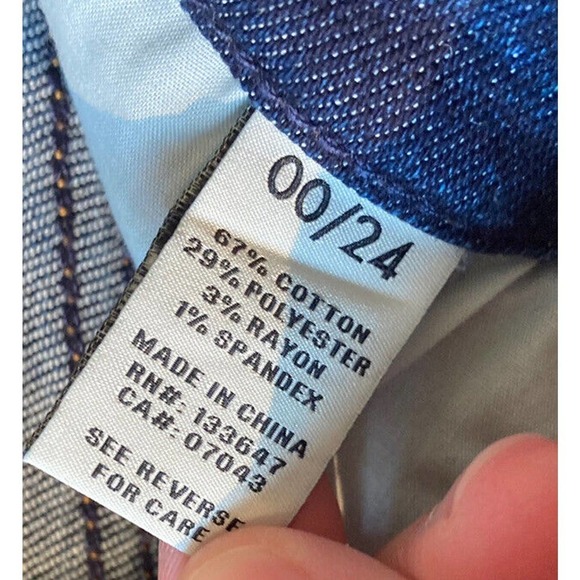 00/24
67% COTTON
29% POLYESTER
3% RAYON
1% SPANDEX
MADE IN CHINA
RN#: 133647
CA#: 07043
SEE REVERSE
FOR CARE